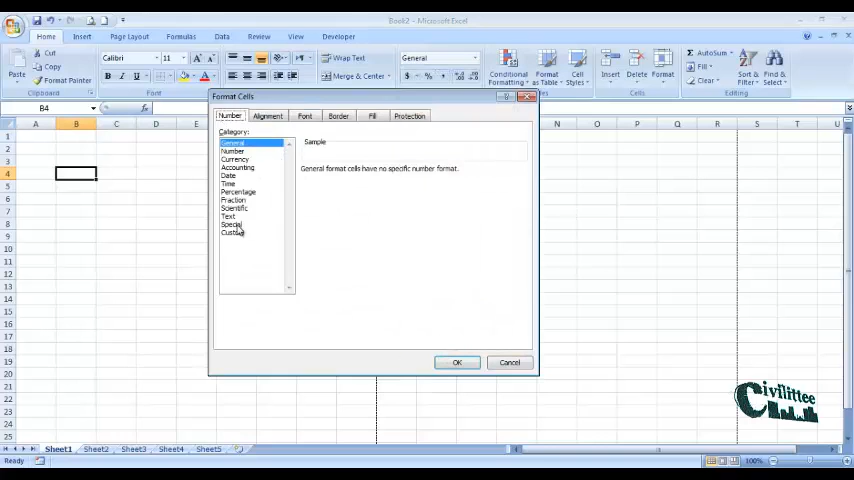 Book2 - Microsoft Excel
Home Insert Page Layout Formulas Data Review View Developer
Paste
Cut
Copy
Format Painter
Clipboard
Calibri 11
B I U
Font
Wrap Text
Merge & Center
Alignment
General
$ % ,
Conditional Formatting
Format as Table
Cell Styles
Insert Delete Format
Cells
AutoSum
Fill
Clear
Sort & Filter
Find & Select
Editing
B4
fx
A B C D E N O P Q R S T U
1
2
3
4
5
6
7
8
9
10
11
12
13
14
15
16
17
18
19
20
21
22
23
24
25
Format Cells
Number Alignment Font Border Fill Protection
Category:
General
Number
Currency
Accounting
Date
Time
Percentage
Fraction
Scientific
Text
Special
Custom
Sample
General format cells have no specific number format.
OK Cancel
Civilittee
Sheet1 Sheet2 Sheet3 Sheet4 Sheet5
Ready
100%